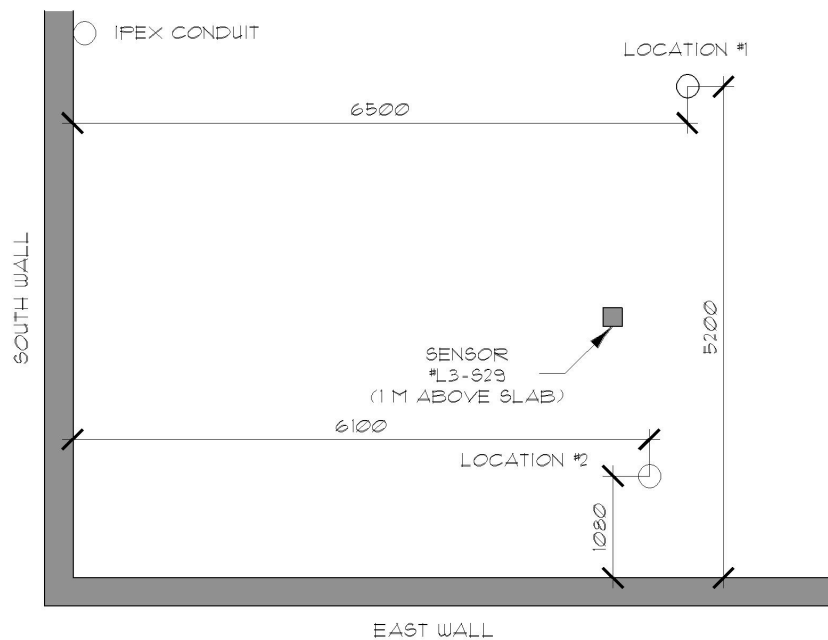 IPEX CONDUIT
LOCATION #1
6500
SOUTH WALL
5200
SENSOR
#L3-S29
(1 M ABOVE SLAB)
6100
LOCATION #2
1080
EAST WALL